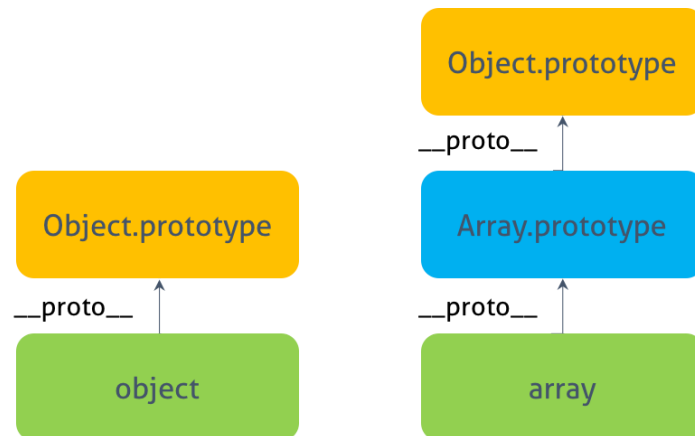 Object.prototype
__proto__
object
Object.prototype
__proto__
Array.prototype
__proto__
array